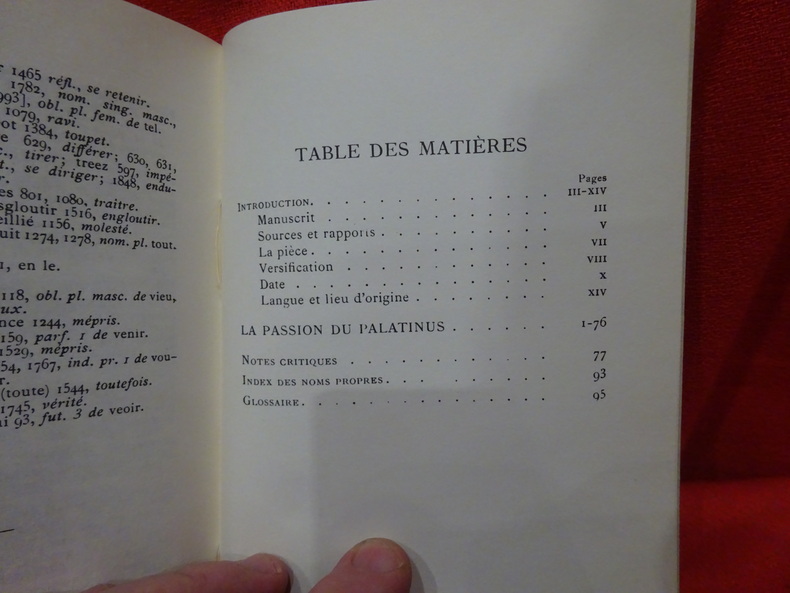 1465 réfl., se retenir.
1782, nom. sing. masc.,
993], obl. pl. fem. de tel.
1079, ravi.
ot 1384, toupet.
e 629, différer; 630, 631,
., tirer; treez 597, impé-
t., se diriger; 1848, endu-
r.
es 801, 1080, traitre.
sgloutir 1516, engloutir.
eillié 1156, molesté.
uit 1274, 1278, nom. pl. tout.
1, en le.
118, obl. pl. masc. de vieu,
ux.
nce 1244, mépris.
159, parf. 1 de venir.
1529, mépris.
54, 1767, ind. pr. 1 de vou-
r.
(toute) 1544, toutefois.
1745, vérité.
ai 93, fut. 3 de veoir.
TABLE DES MATIÈRES
Pages
INTRODUCTION. . . . . . . . . . . . . III-XIV
Manuscrit . . . . . . . . . . . . III
Sources et rapports . . . . . . . . . V
La pièce. . . . . . . . . . . . . VII
Versification . . . . . . . . . . . VIII
Date . . . . . . . . . . . . . . X
Langue et lieu d'origine . . . . . . . . XIV
LA PASSION DU PALATINUS . . . . . . 1-76
NOTES CRITIQUES . . . . . . . . . . . 77
INDEX DES NOMS PROPRES. . . . . . . . . 93
GLOSSAIRE. . . . . . . . . . . . . 95